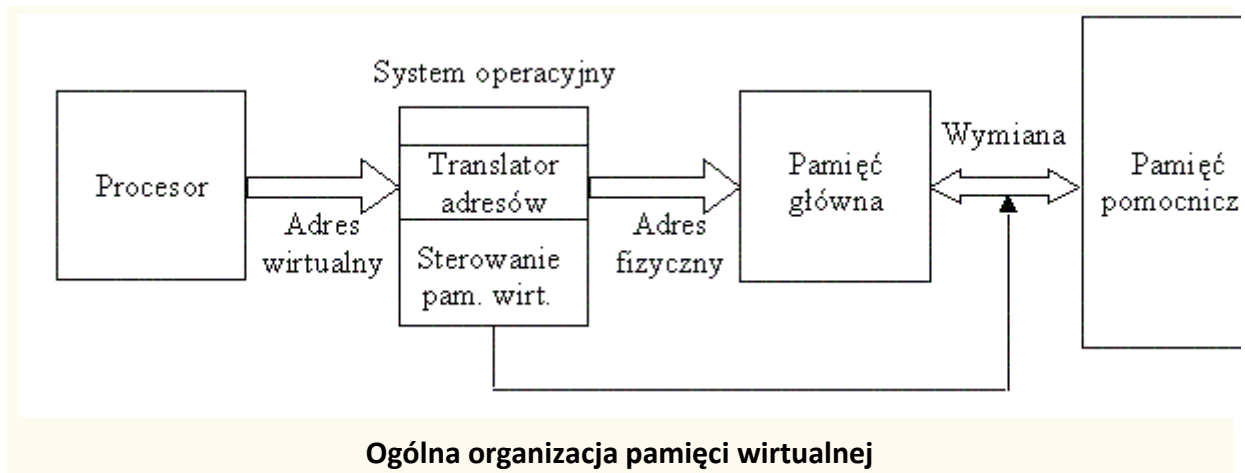 System operacyjny
Procesor
Adres
wirtualny
Translator
adresów
Sterowanie
pam. wirt.
Adres
fizyczny
Pamięć
główna
Wymiana
Pamięć
pomocnicz
Ogólna organizacja pamięci wirtualnej